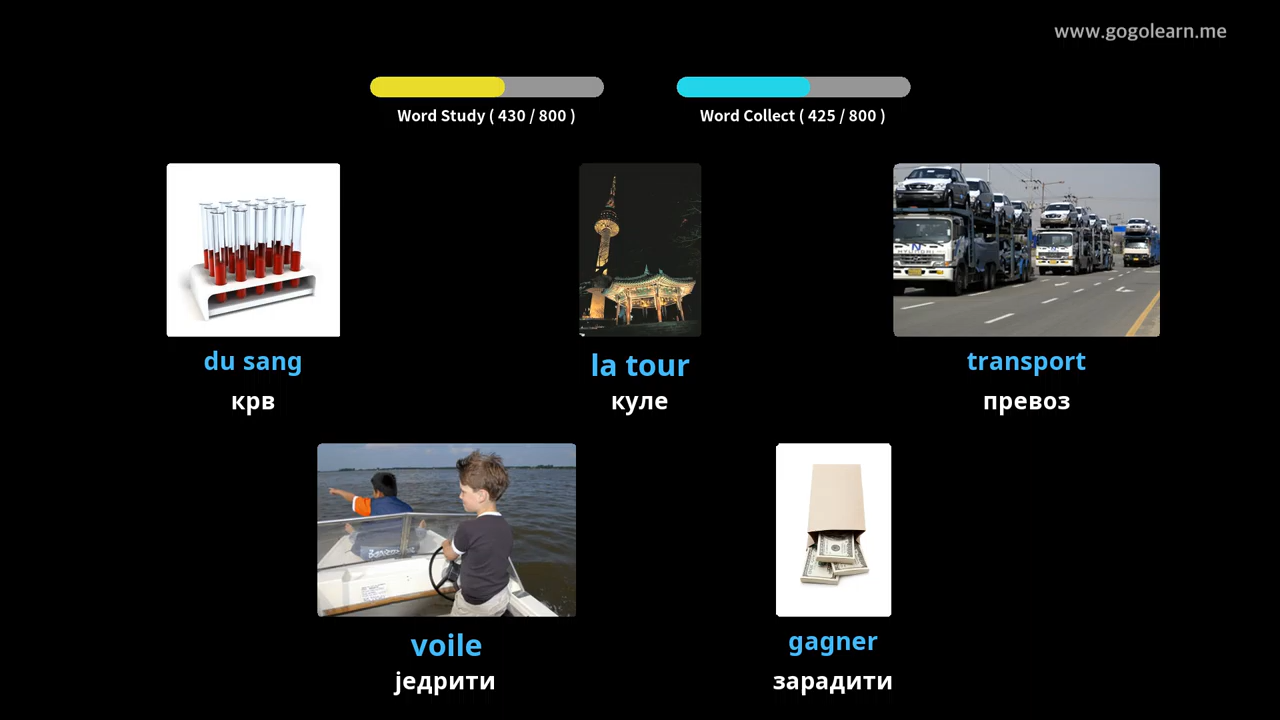 www.gogolearn.me
Word Study ( 430 / 800 )
Word Collect ( 425 / 800 )
du sang
la tour
transport
крв
куле
превоз
voile
gagner
једрити
зарадити